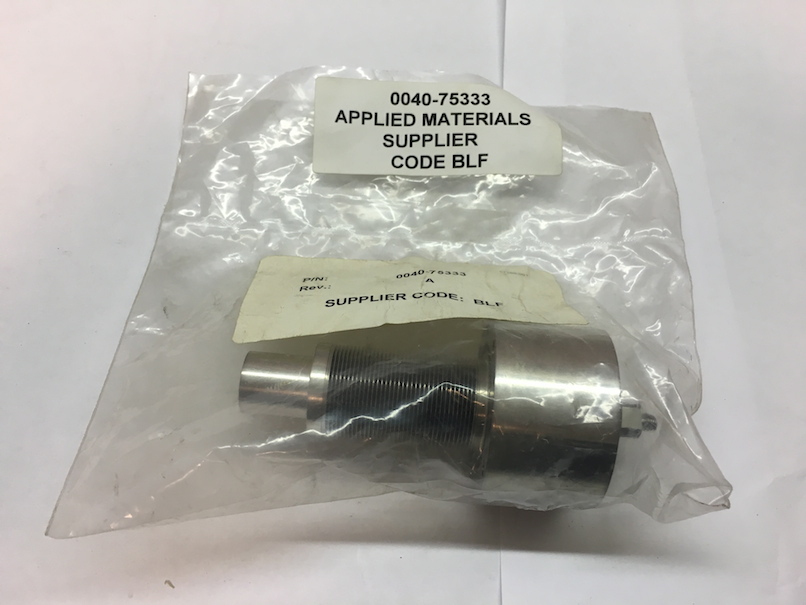 0040-75333
APPLIED MATERIALS
SUPPLIER
CODE BLF
P/N: 0040-75333
Rev.: A
SUPPLIER CODE: BLF